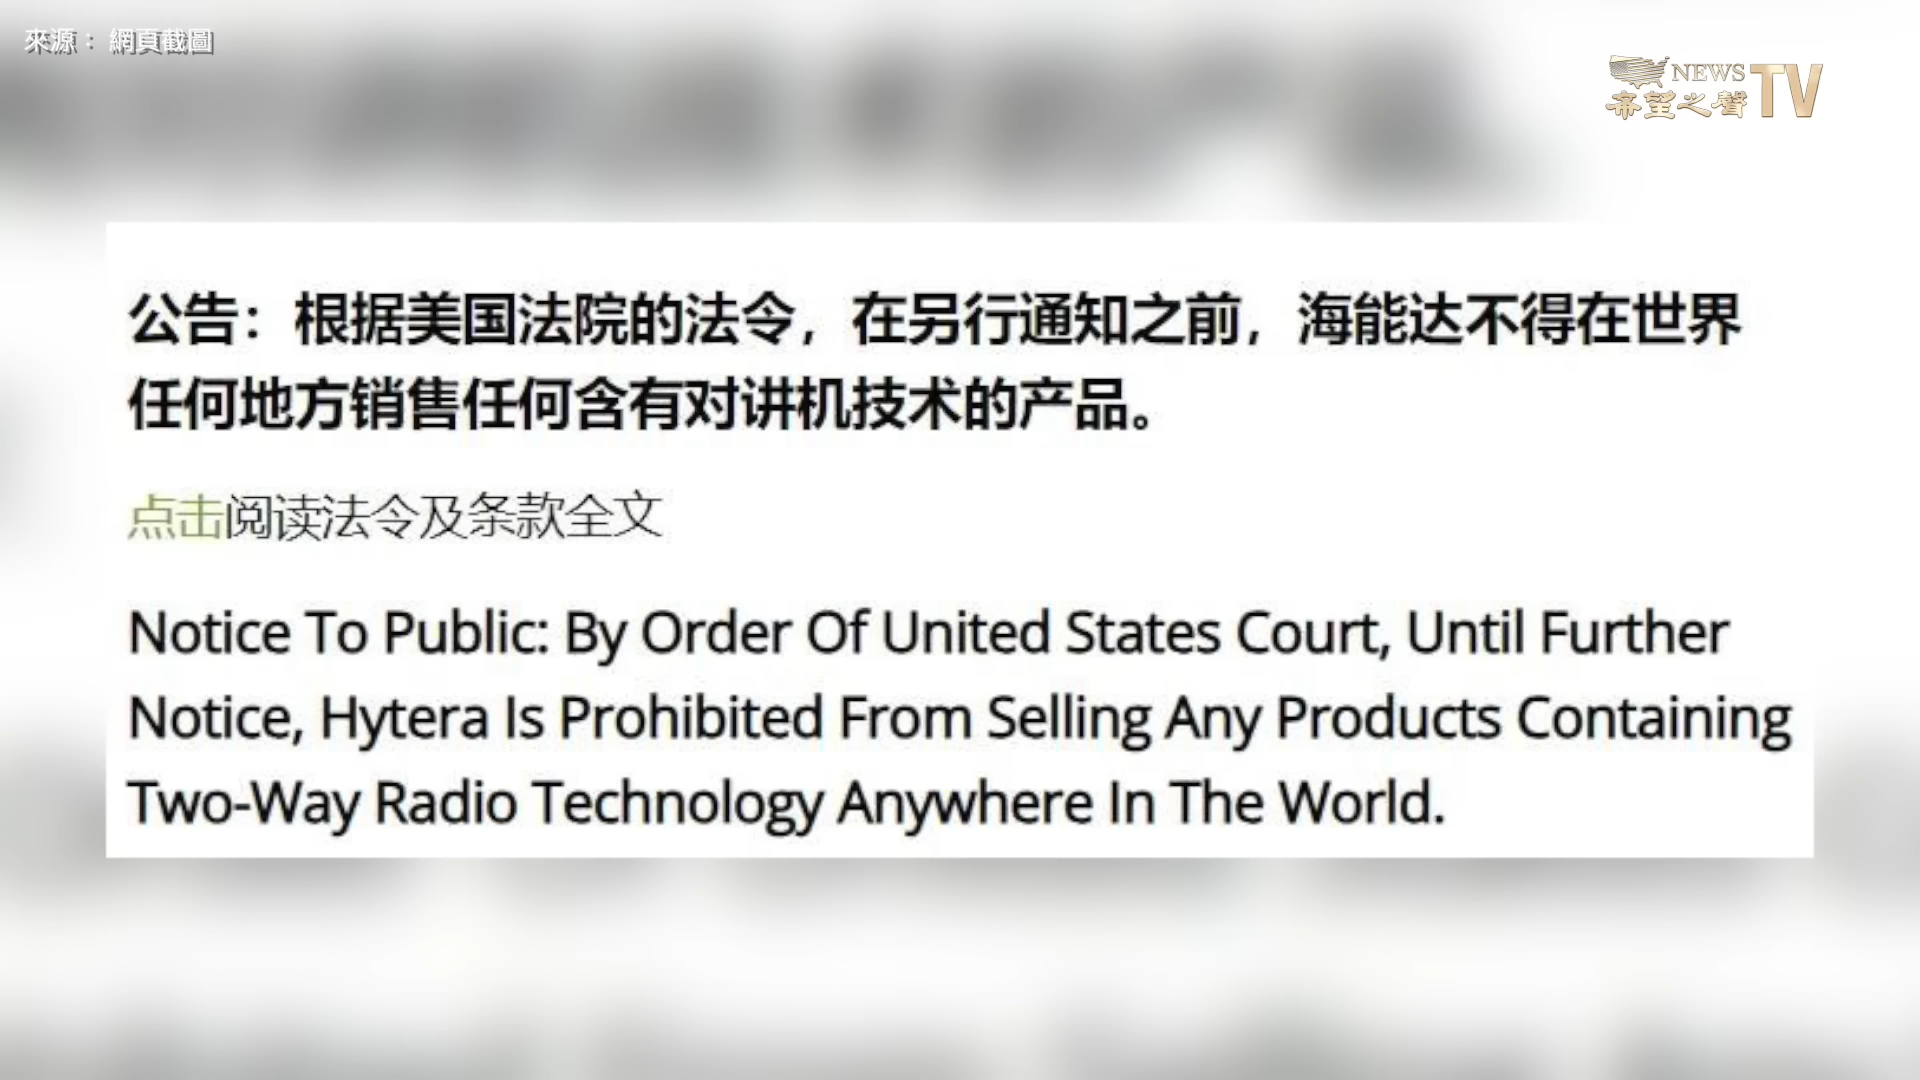 來源： 網頁截圖
NEWS
希望之聲TV
公告：根据美国法院的法令，在另行通知之前，海能达不得在世界
任何地方销售任何含有对讲机技术的产品。
点击阅读法令及条款全文
Notice To Public: By Order Of United States Court, Until Further
Notice, Hytera Is Prohibited From Selling Any Products Containing
Two-Way Radio Technology Anywhere In The World.